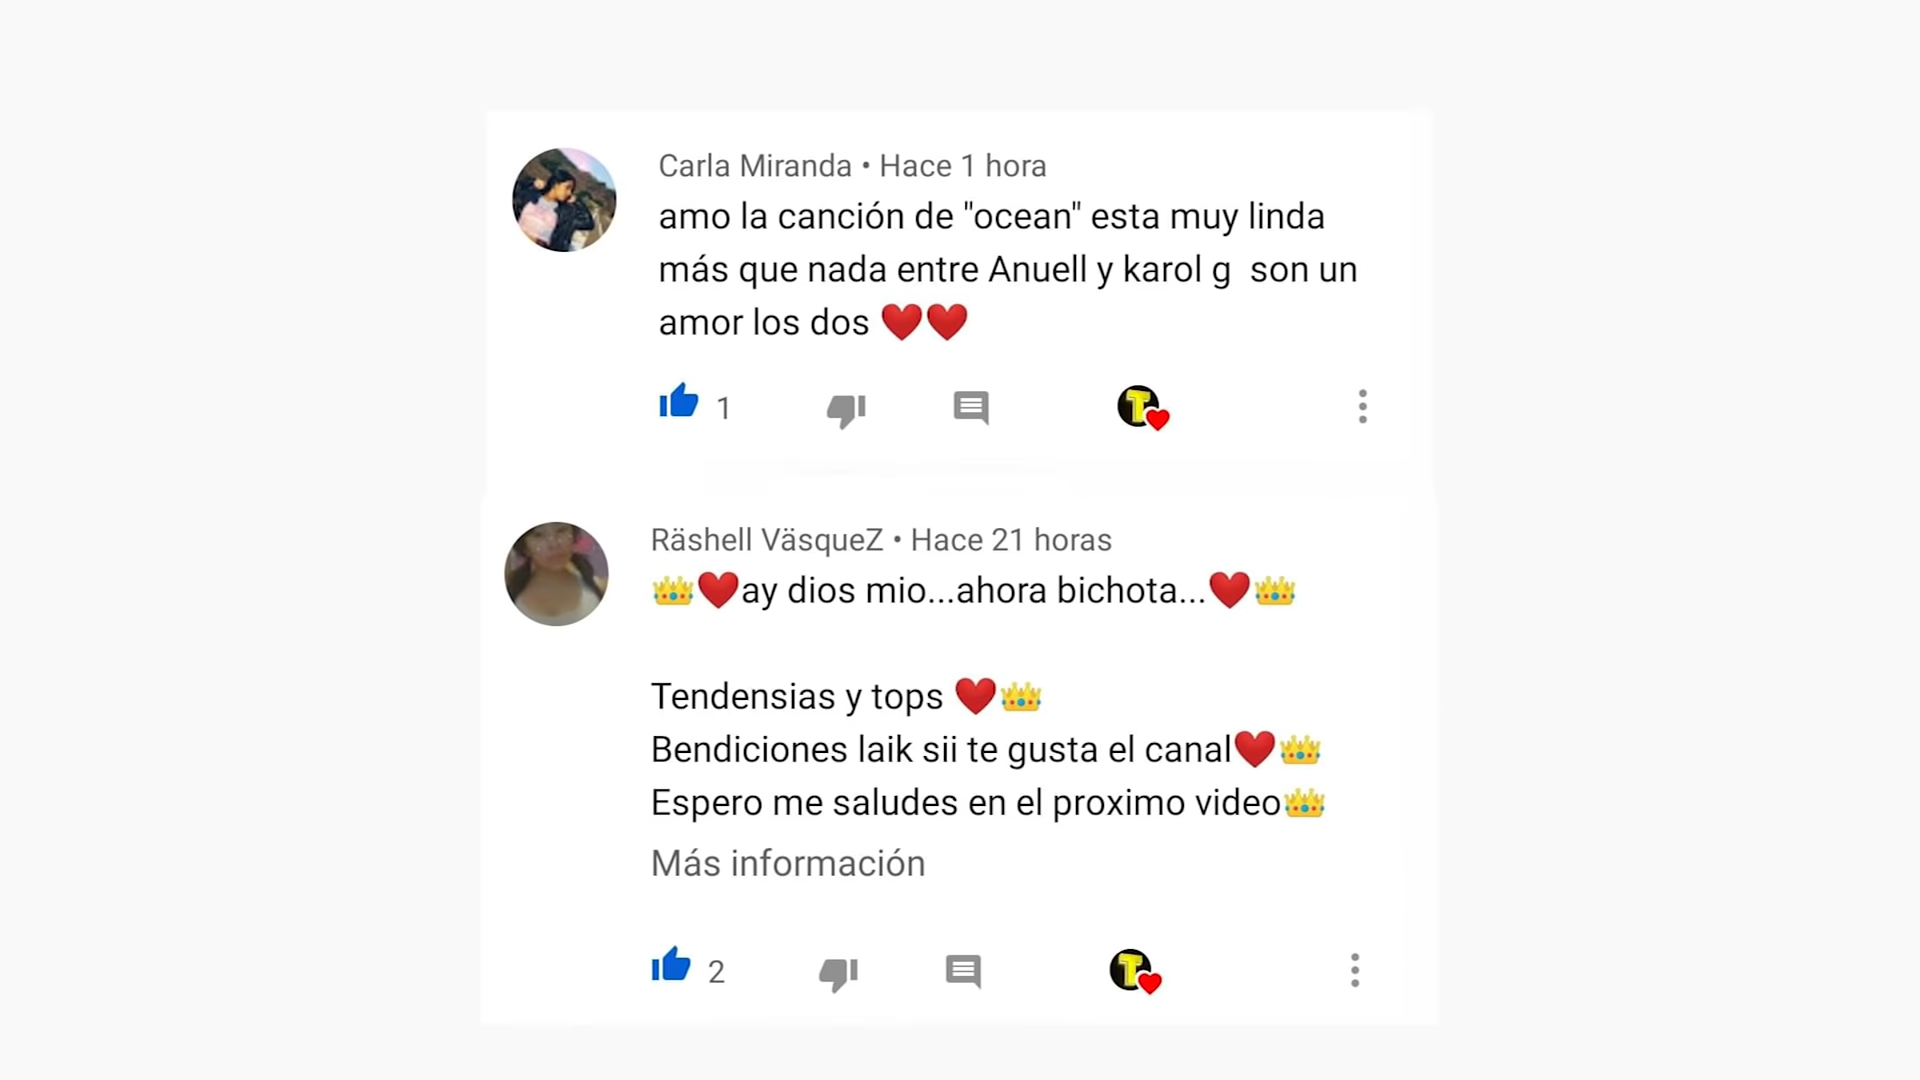 Carla Miranda • Hace 1 hora
amo la canción de "ocean" esta muy linda
más que nada entre Anuell y karol g  son un
amor los dos ❤️❤️
1
T
Räshell VäsqueZ • Hace 21 horas
👑❤️ay dios mio...ahora bichota...❤️👑
Tendensias y tops ❤️👑
Bendiciones laik sii te gusta el canal❤️👑
Espero me saludes en el proximo video👑
Más información
2
T